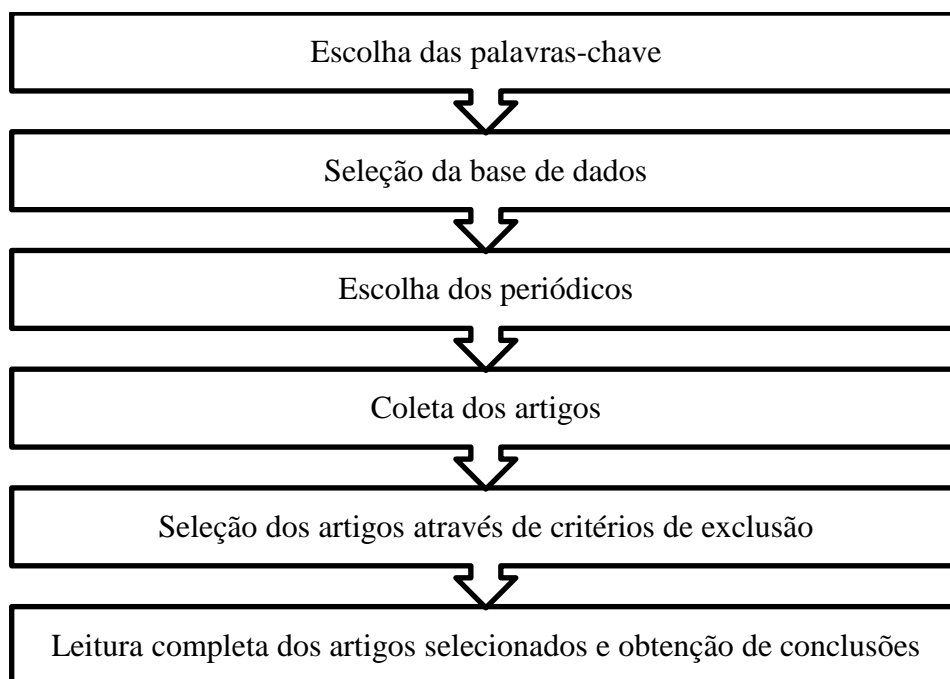 Escolha das palavras-chave
Seleção da base de dados
Escolha dos periódicos
Coleta dos artigos
Seleção dos artigos através de critérios de exclusão
Leitura completa dos artigos selecionados e obtenção de conclusões